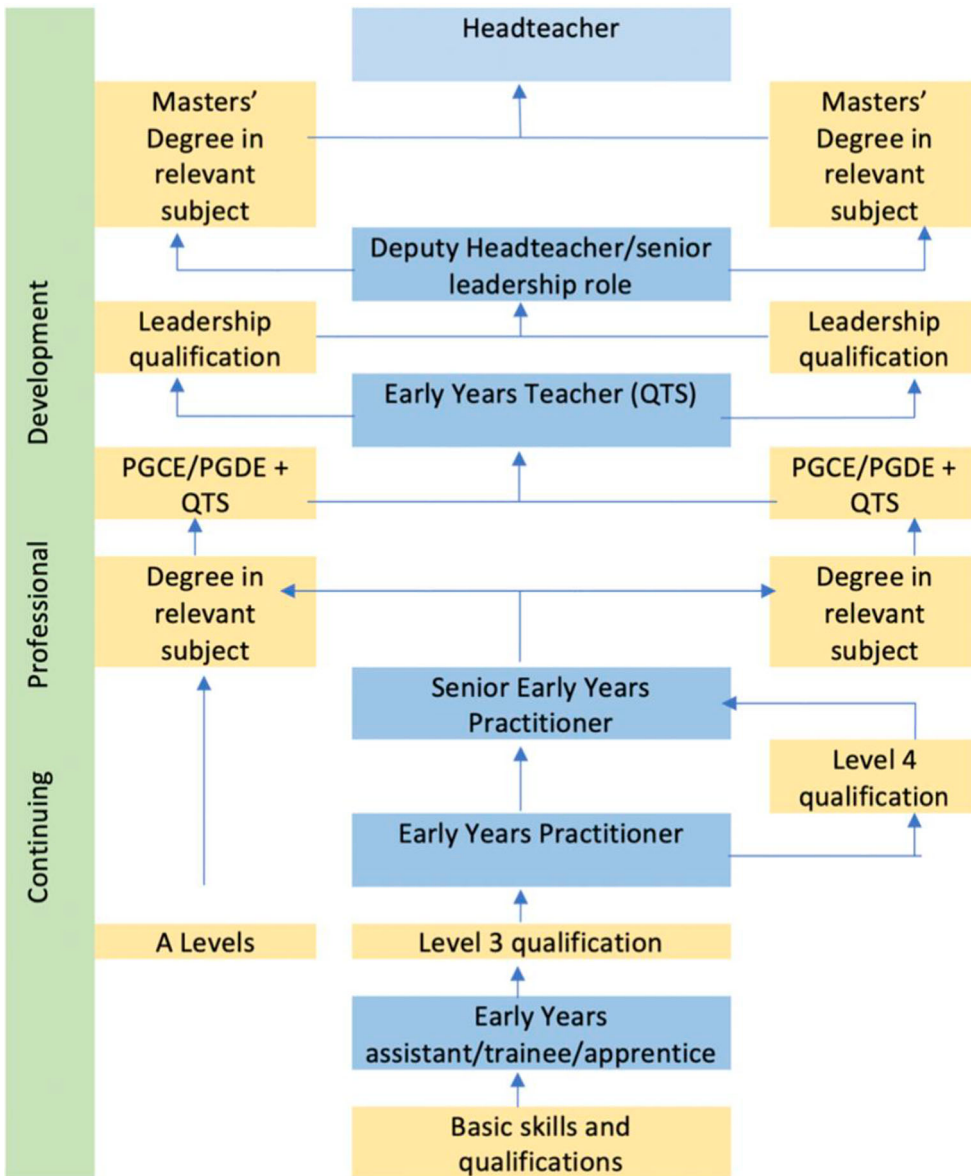 Headteacher
Masters’
Degree in
relevant
subject
Masters’
Degree in
relevant
subject
Deputy Headteacher/senior
leadership role
Leadership
qualification
Leadership
qualification
Early Years Teacher (QTS)
PGCE/PGDE +
QTS
PGCE/PGDE +
QTS
Degree in
relevant
subject
Degree in
relevant
subject
Senior Early Years
Practitioner
Level 4
qualification
Early Years Practitioner
A Levels
Level 3 qualification
Early Years
assistant/trainee/apprentice
Basic skills and
qualifications
Continuing Professional Development